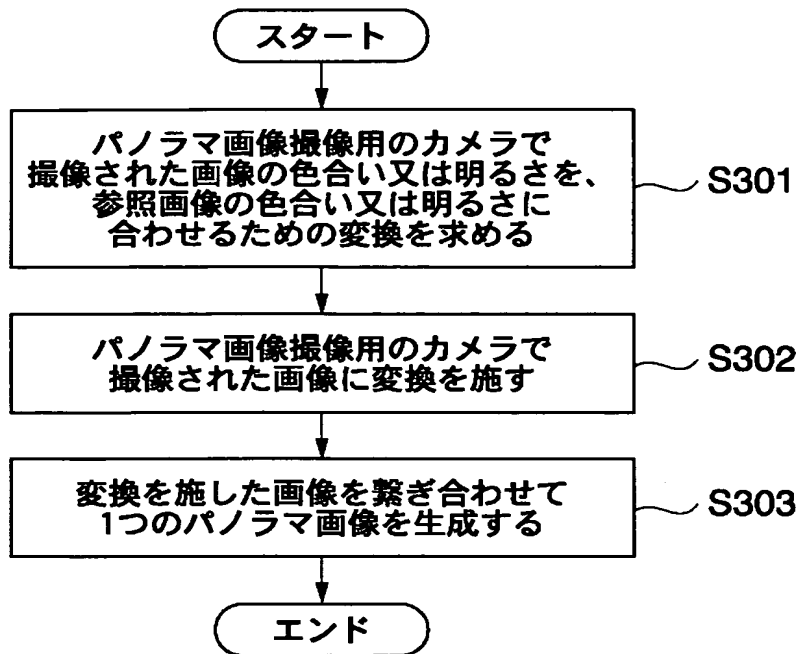 スタート
パノラマ画像撮像用のカメラで
撮像された画像の色合い又は明るさを、
参照画像の色合い又は明るさに
合わせるための変換を求める
S301
パノラマ画像撮像用のカメラで
撮像された画像に変換を施す
S302
変換を施した画像を繋ぎ合わせて
1つのパノラマ画像を生成する
S303
エンド